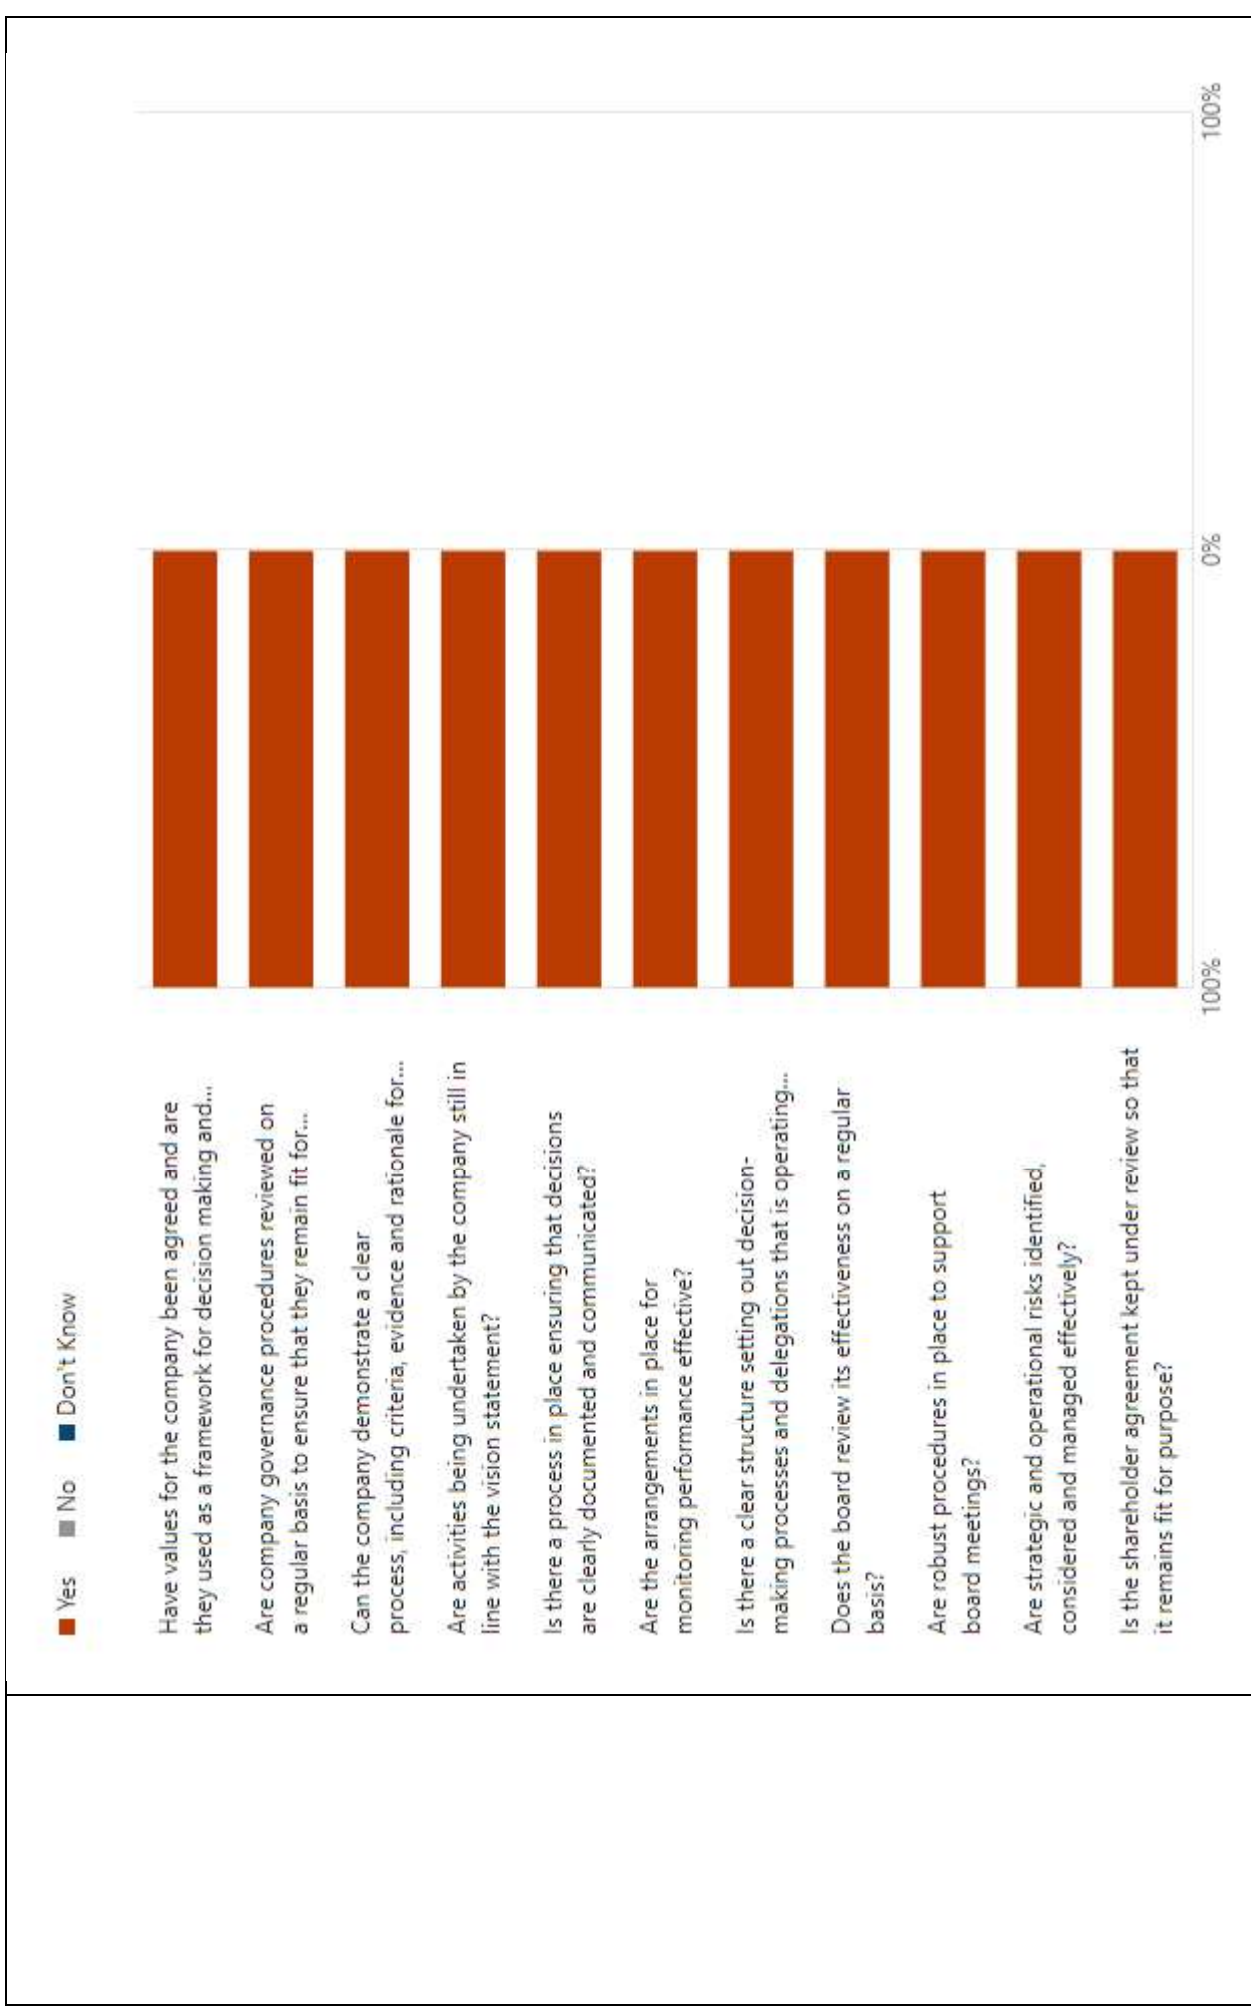 Yes No Don't Know
Have values for the company been agreed and are
they used as a framework for decision making and...
Are company governance procedures reviewed on
a regular basis to ensure that they remain fit for...
Can the company demonstrate a clear
process, including criteria, evidence and rationale for...
Are activities being undertaken by the company still in
line with the vision statement?
Is there a process in place ensuring that decisions
are clearly documented and communicated?
Are the arrangements in place for
monitoring performance effective?
Is there a clear structure setting out decision-
making processes and delegations that is operating...
Does the board review its effectiveness on a regular
basis?
Are robust procedures in place to support
board meetings?
Are strategic and operational risks identified,
considered and managed effectively?
Is the shareholder agreement kept under review so that
it remains fit for purpose?
100% 0% 100%